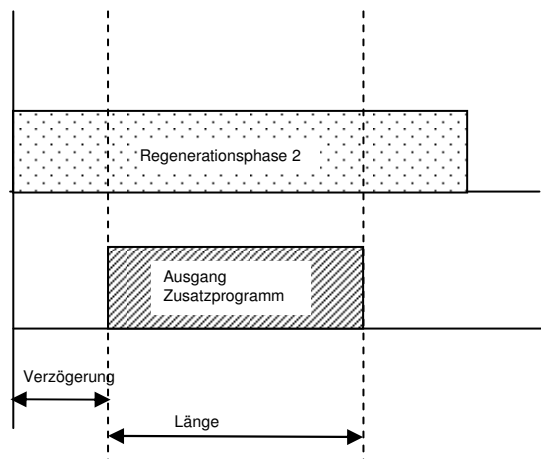 Regenerationsphase 2
Ausgang
Zusatzprogramm
Verzögerung
Länge